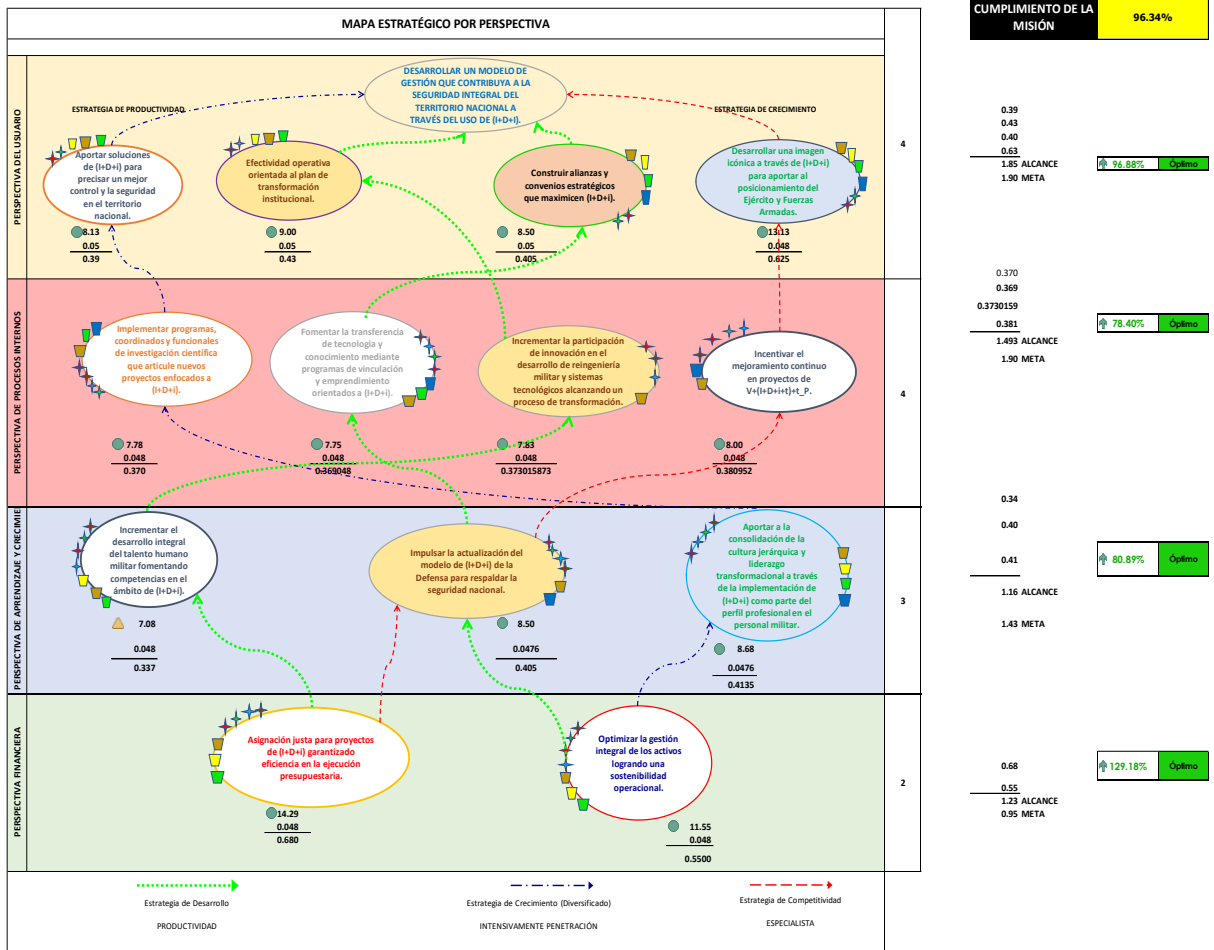 MAPA ESTRATÉGICO POR PERSPECTIVA
CUMPLIMIENTO DE LA
MISIÓN
96.34%
PERSPECTIVA DEL USUARIO
DESARROLLAR UN MODELO DE
GESTIÓN QUE CONTRIBUYA A LA
SEGURIDAD INTEGRAL DEL
TERRITORIO NACIONAL A
TRAVÉS DEL USO DE (I+D+I).
ESTRATEGIA DE PRODUCTIVIDAD
ESTRATEGIA DE CRECIMIENTO
Aportar soluciones
de (I+D+i) para
precisar un mejor
control y la seguridad
en el territorio
nacional.
8.13
0.05
0.39
Efectividad operativa
orientada al plan de
transformación
institucional.
9.00
0.05
0.43
Construir alianzas y
convenios estratégicos
que maximicen (I+D+i).
8.50
0.05
0.405
Desarrollar una imagen
icónica a través de (I+D+i)
para aportar al
posicionamiento del
Ejército y Fuerzas
Armadas.
13.13
0.048
0.625
4
0.39
0.43
0.40
0.63
1.85 ALCANCE
1.90 META
96.88%
Óptimo
PERSPECTIVA DE PROCESOS INTERNOS
Implementar programas,
coordinados y funcionales
de investigación científica
que articule nuevos
proyectos enfocados a
(I+D+i).
7.78
0.048
0.370
Fomentar la transferencia
de tecnologia y
conocimiento mediante
programas de vinculación
y emprendimiento
orientados a (I+D+i).
7.75
0.048
0.369048
Incrementar la participación
de innovación en el
desarrollo de reingeniería
militar y sistemas
tecnológicos alcanzando un
proceso de transformación.
7.83
0.048
0.373015873
Incentivar el
mejoramiento continuo
en proyectos de
V+(I+D+i+t)+t_P.
8.00
0.048
0.380952
4
0.370
0.369
0.3730159
0.381
1.493 ALCANCE
1.90 META
78.40%
Óptimo
PERSPECTIVA DE APRENDIZAJE Y CRECIMIE
Incrementar el
desarrollo integral
del talento humano
militar fomentando
competencias en el
ámbito de (I+D+i).
7.08
0.048
0.337
Impulsar la actualización del
modelo de (I+D+i) de la
Defensa para respaldar la
seguridad nacional.
8.50
0.0476
0.405
Aportar a la
consolidación de la
cultura jerárquica y
liderazgo
transformacional a través
de la implementación de
(I+D+i) como parte del
perfil profesional en el
personal militar.
8.68
0.0476
0.4135
3
0.34
0.40
0.41
1.16 ALCANCE
1.43 META
80.89%
Óptimo
PERSPECTIVA FINANCIERA
Asignación justa para proyectos
de (I+D+i) garantizado
eficiencia en la ejecución
presupuestaria.
14.29
0.048
0.680
Optimizar la gestión
integral de los activos
logrando una
sostenibilidad
operacional.
11.55
0.048
0.5500
2
0.68
0.55
1.23 ALCANCE
0.95 META
129.18%
Óptimo
Estrategia de Desarrollo
PRODUCTIVIDAD
Estrategia de Crecimiento (Diversificado)
INTENSIVAMENTE PENETRACIÓN
Estrategia de Competitividad
ESPECIALISTA